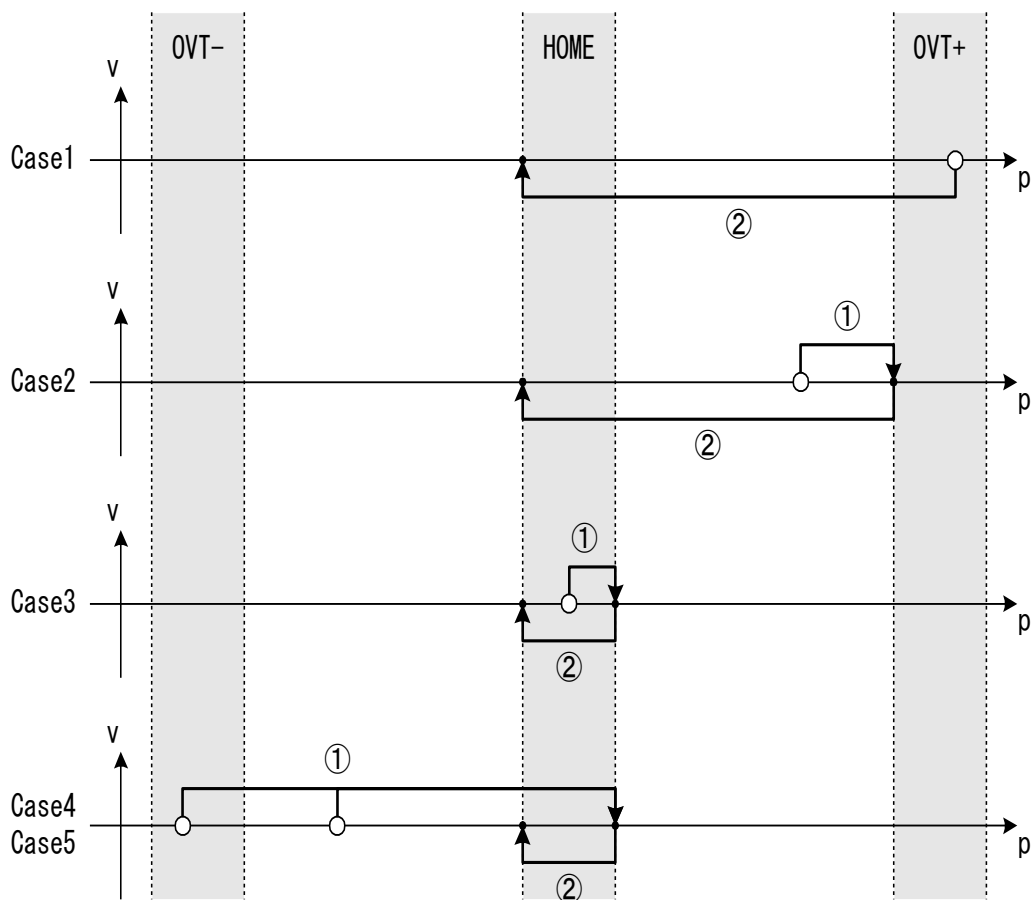 OVT- HOME OVT+
v
Case1
p
②
v
①
Case2
p
②
v
①
Case3
p
②
v
①
Case4
Case5
p
②